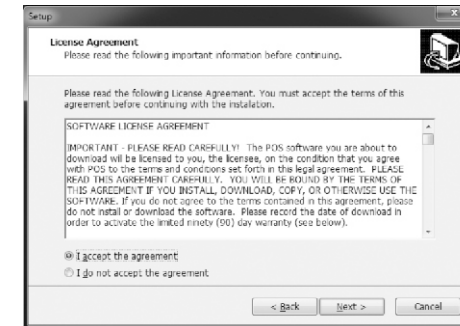 Setup
License Agreement
Please read the following important information before continuing.
Please read the following License Agreement. You must accept the terms of this
agreement before continuing with the instalation.
SOFTWARE LICENSE AGREEMENT
IMPORTANT - PLEASE READ CAREFULLY! The POS software you are about to
download will be licensed to you, the licensee, on the condition that you agree
with POS to the terms and conditions set forth in this legal agreement. PLEASE
READ THIS AGREEMENT CAREFULLY. YOU WILL BE BOUND BY THE TERMS OF
THIS AGREEMENT IF YOU INSTALL, DOWNLOAD, COPY, OR OTHERWISE USE THE
SOFTWARE. If you do not agree to the terms contained in this agreement, please
do not install or download the software. Please record the date of download in
order to activate the limited ninety (90) day warranty (see below).
I accept the agreement
I do not accept the agreement
< Back Next > Cancel